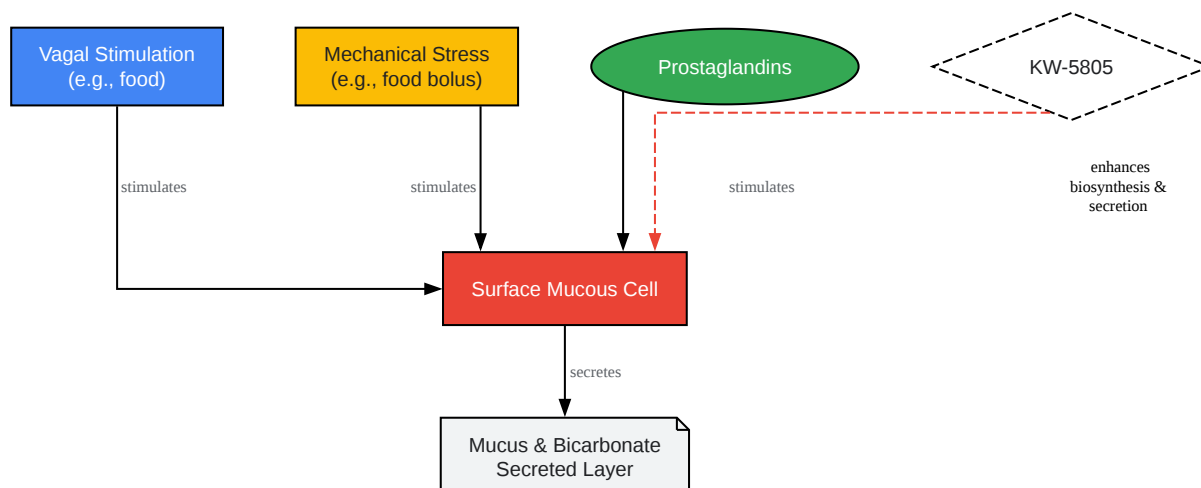 Vagal Stimulation
(e.g., food)
Mechanical Stress
(e.g., food bolus)
Prostaglandins
KW-5805
stimulates
stimulates
stimulates
enhances
biosynthesis &
secretion
Surface Mucous Cell
secretes
Mucus & Bicarbonate
Secreted Layer